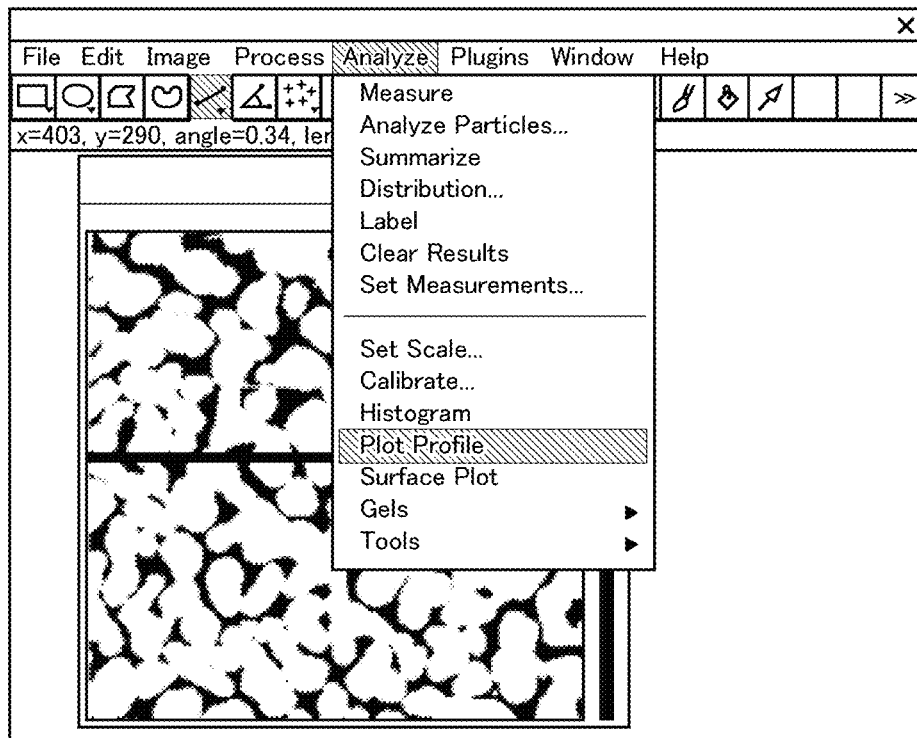 File Edit Image Process Analyze Plugins Window Help
x=403, y=290, angle=0.34, ler
Measure
Analyze Particles...
Summarize
Distribution...
Label
Clear Results
Set Measurements...
Set Scale...
Calibrate...
Histogram
Plot Profile
Surface Plot
Gels
Tools